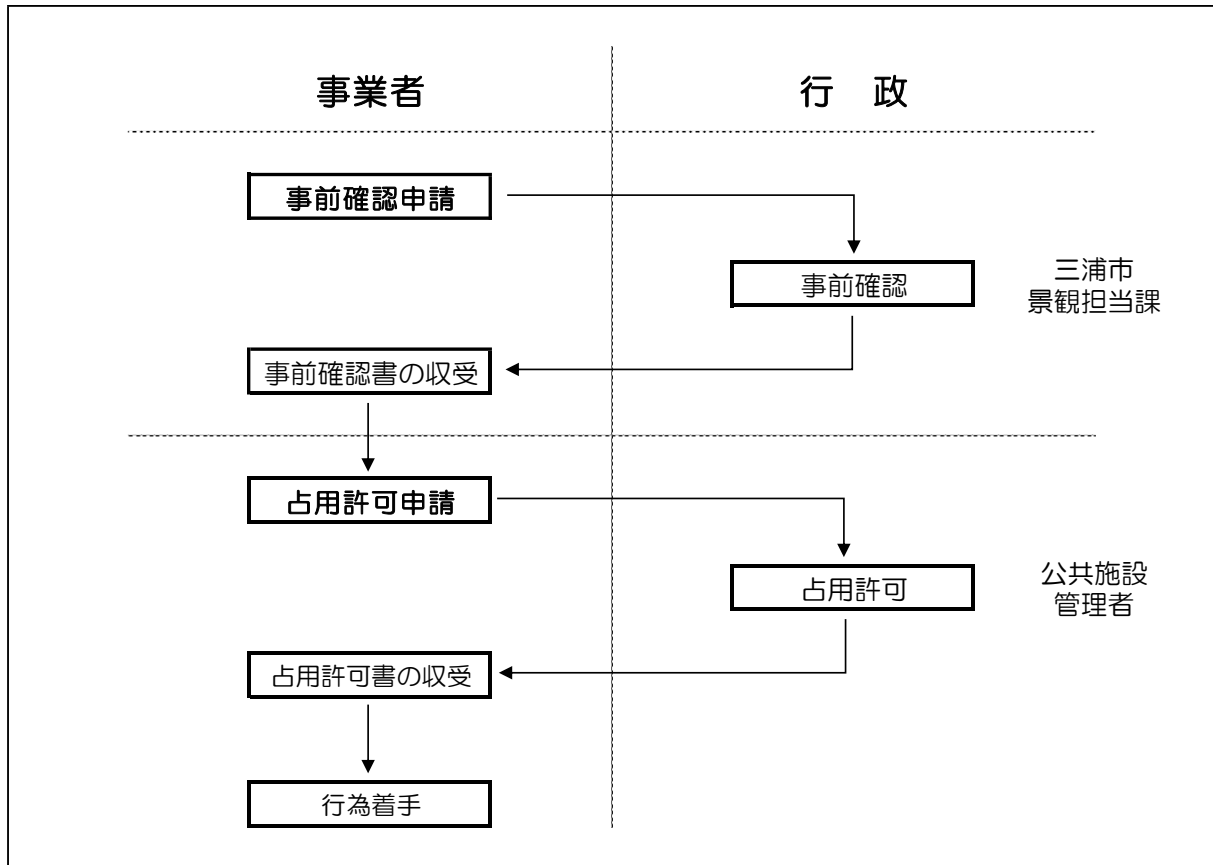 事業者
行 政
事前確認申請
事前確認
三浦市
景観担当課
事前確認書の収受
占用許可申請
占用許可
公共施設
管理者
占用許可書の収受
行為着手